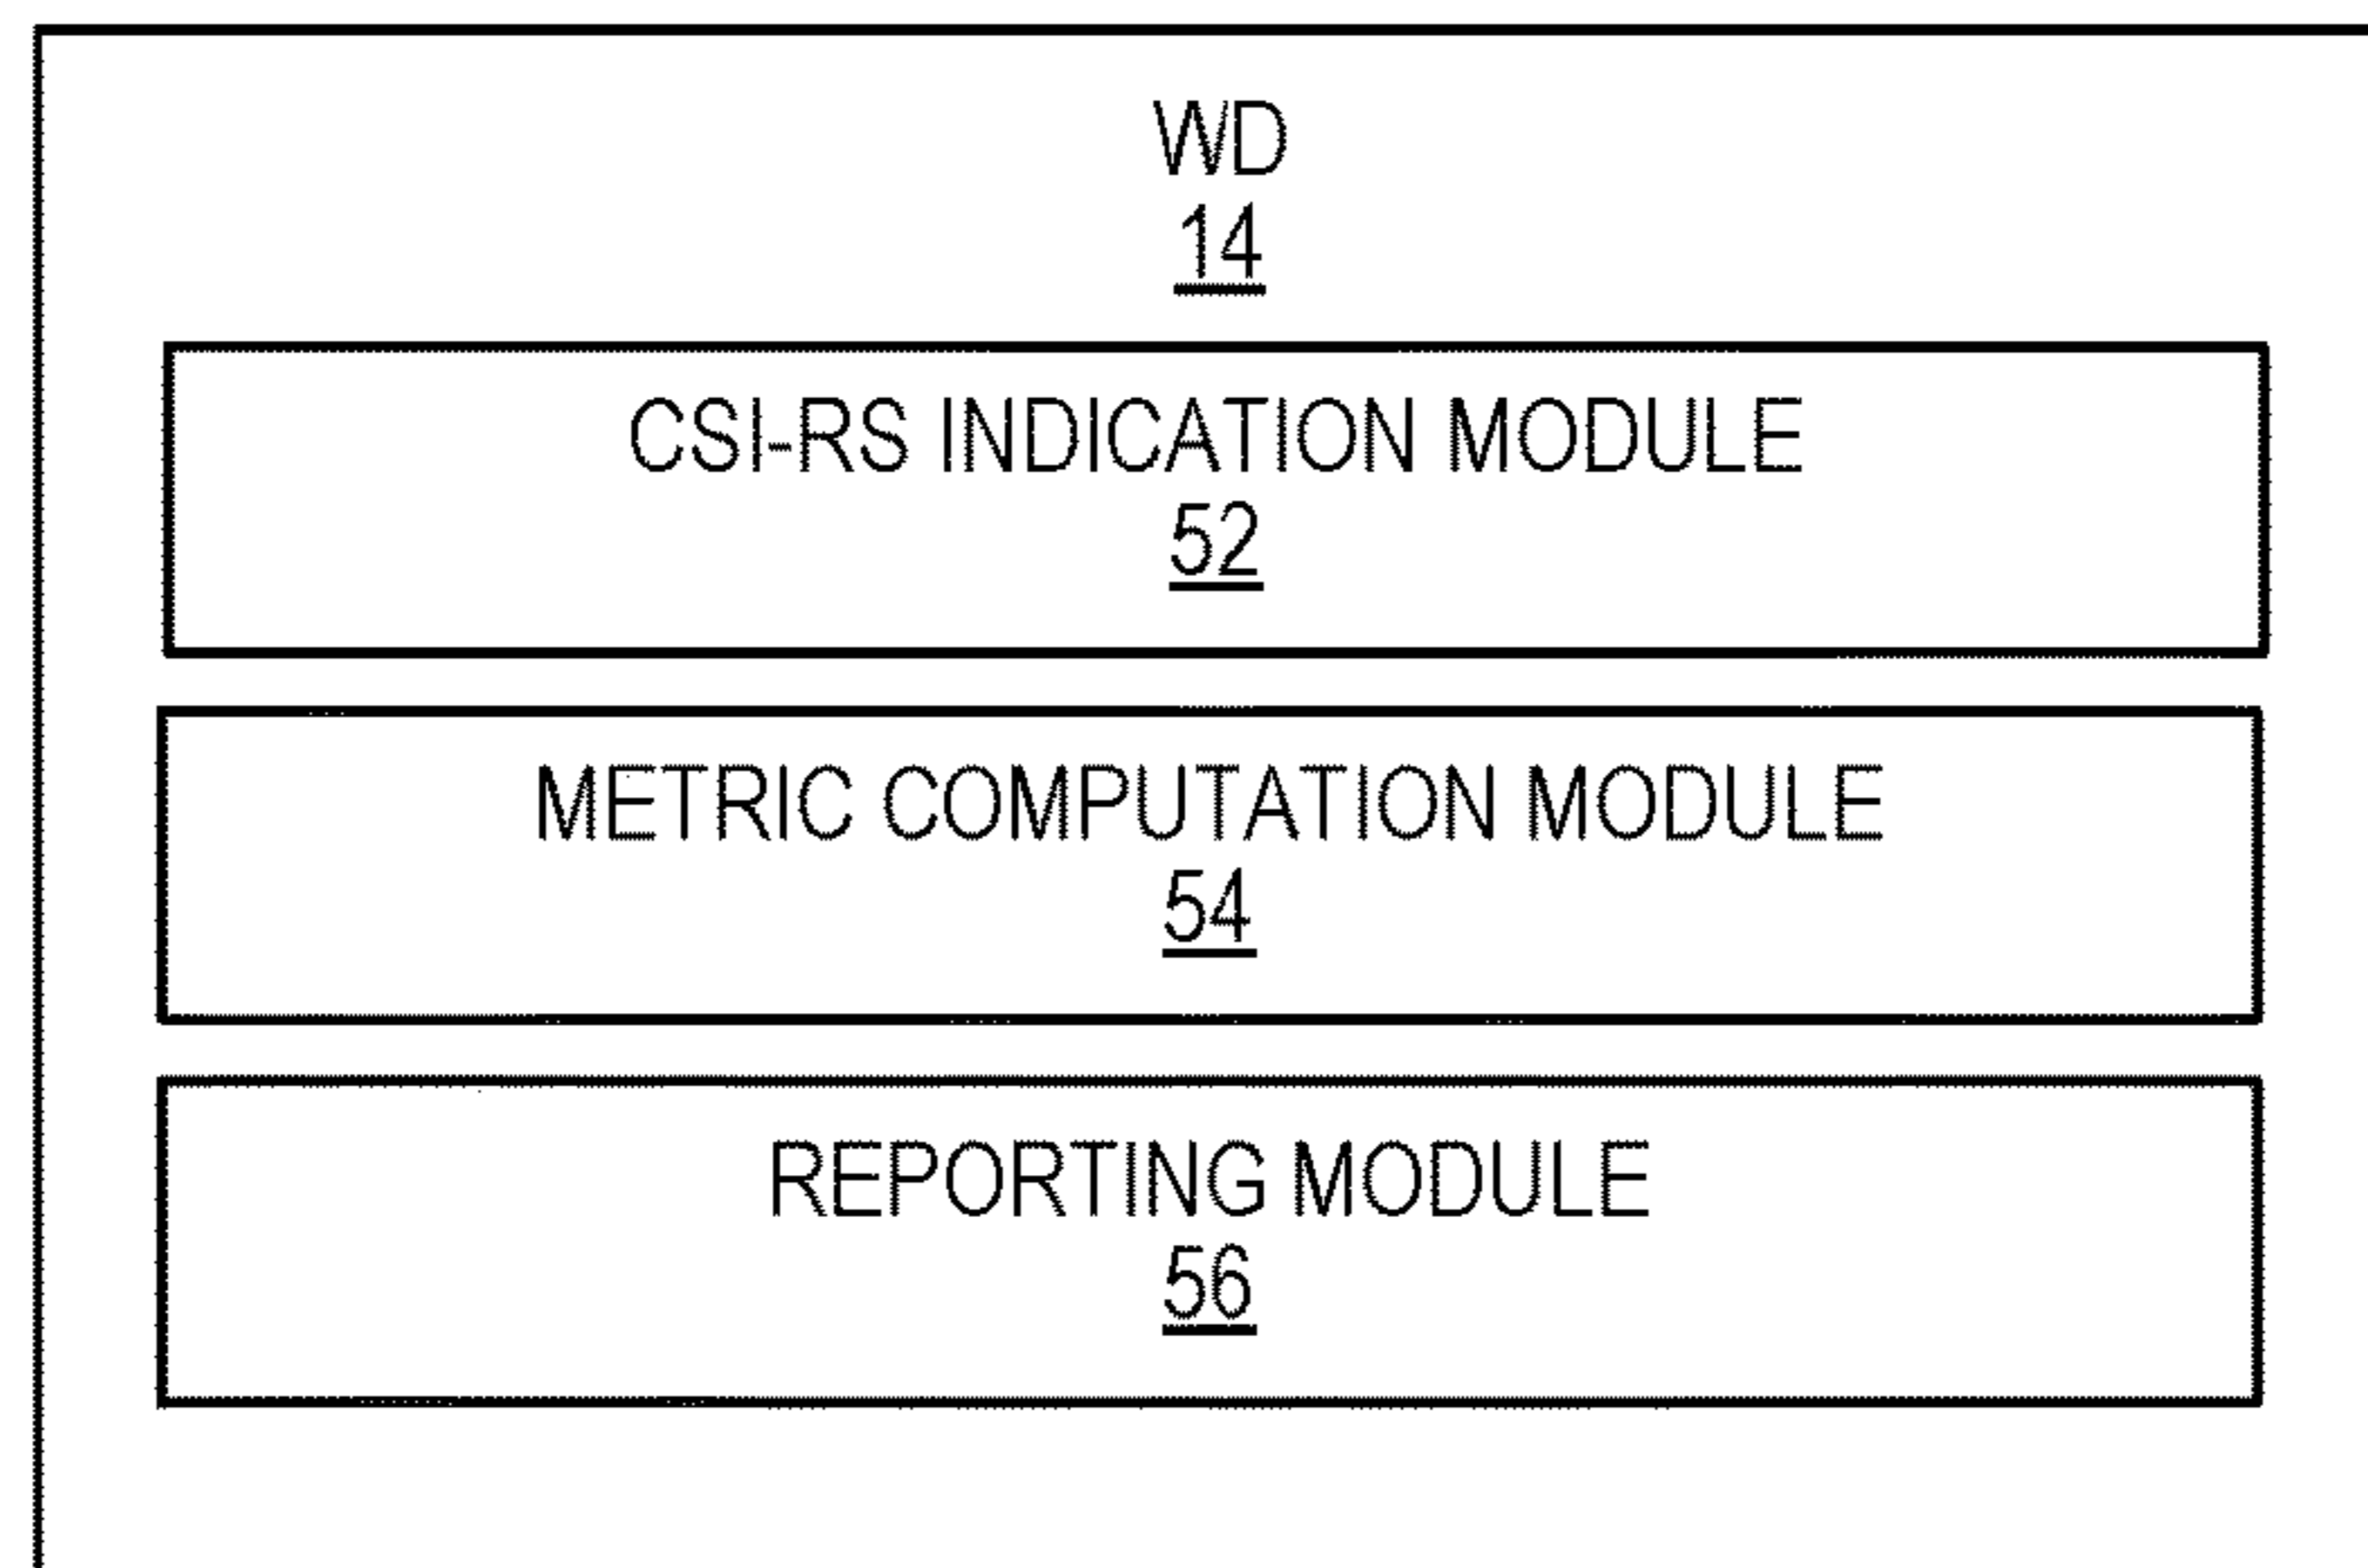 WD
14
CSI-RS INDICATION MODULE
52
METRIC COMPUTATION MODULE
54
REPORTING MODULE
56